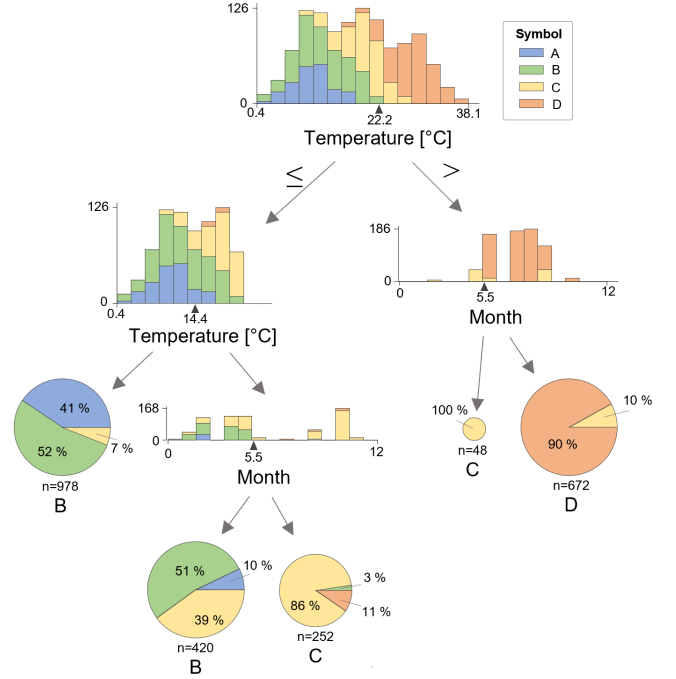 126
0
0.4
22.2
38.1
Temperature [°C]
Symbol
A
B
C
D
≤
>
126
0
0.4
14.4
Temperature [°C]
186
0
0
5.5
12
Month
41 %
52 %
7 %
n=978
B
168
0
0
5.5
12
Month
100 %
n=48
C
10 %
90 %
n=672
D
51 %
10 %
39 %
n=420
B
3 %
86 %
11 %
n=252
C